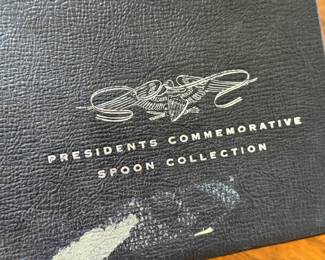 PRESIDENTS COMMEMORATIVE
SPOON COLLECTION